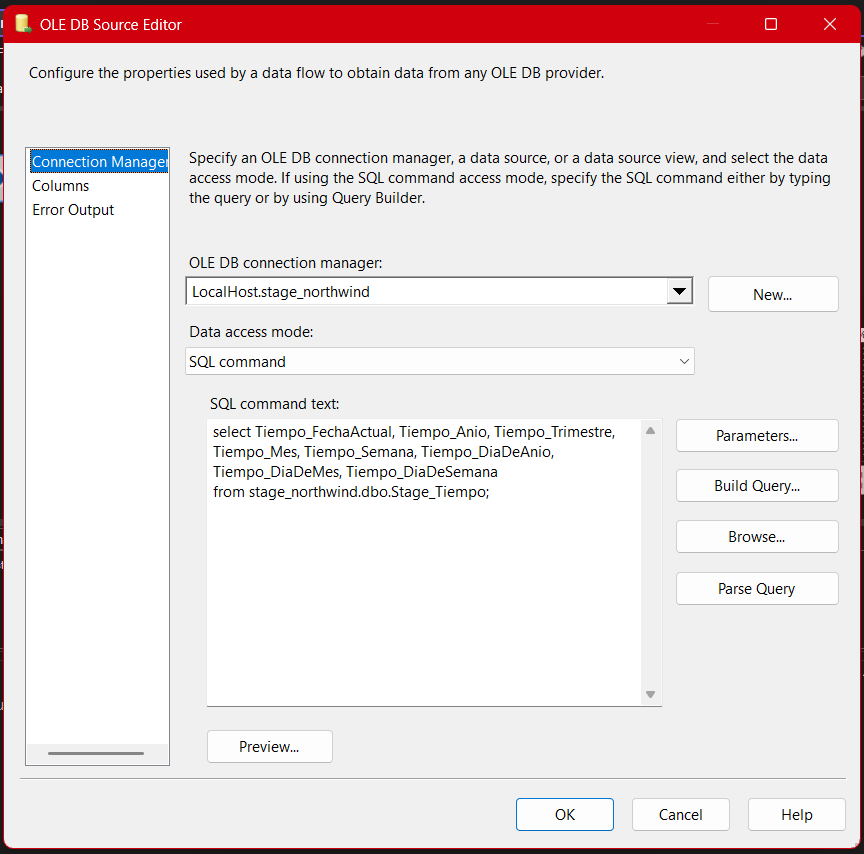 OLE DB Source Editor
Configure the properties used by a data flow to obtain data from any OLE DB provider.
Connection Manager
Columns
Error Output
Specify an OLE DB connection manager, a data source, or a data source view, and select the data
access mode. If using the SQL command access mode, specify the SQL command either by typing
the query or by using Query Builder.
OLE DB connection manager:
LocalHost.stage_northwind
New...
Data access mode:
SQL command
SQL command text:
select Tiempo_FechaActual, Tiempo_Anio, Tiempo_Trimestre,
Tiempo_Mes, Tiempo_Semana, Tiempo_DiaDeAnio,
Tiempo_DiaDeMes, Tiempo_DiaDeSemana
from stage_northwind.dbo.Stage_Tiempo;
Parameters...
Build Query...
Browse...
Parse Query
Preview...
OK
Cancel
Help